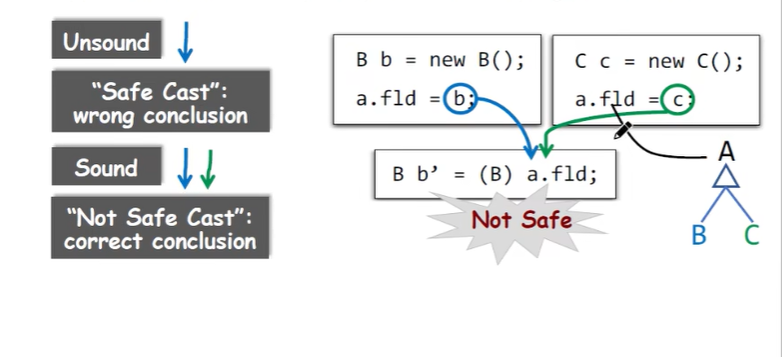 Unsound
"Safe Cast":
wrong conclusion
Sound
"Not Safe Cast":
correct conclusion
B b = new B();
a.fld = b;
C c = new C();
a.fld = c;
B b’ = (B) a.fld;
Not Safe
A
B
C